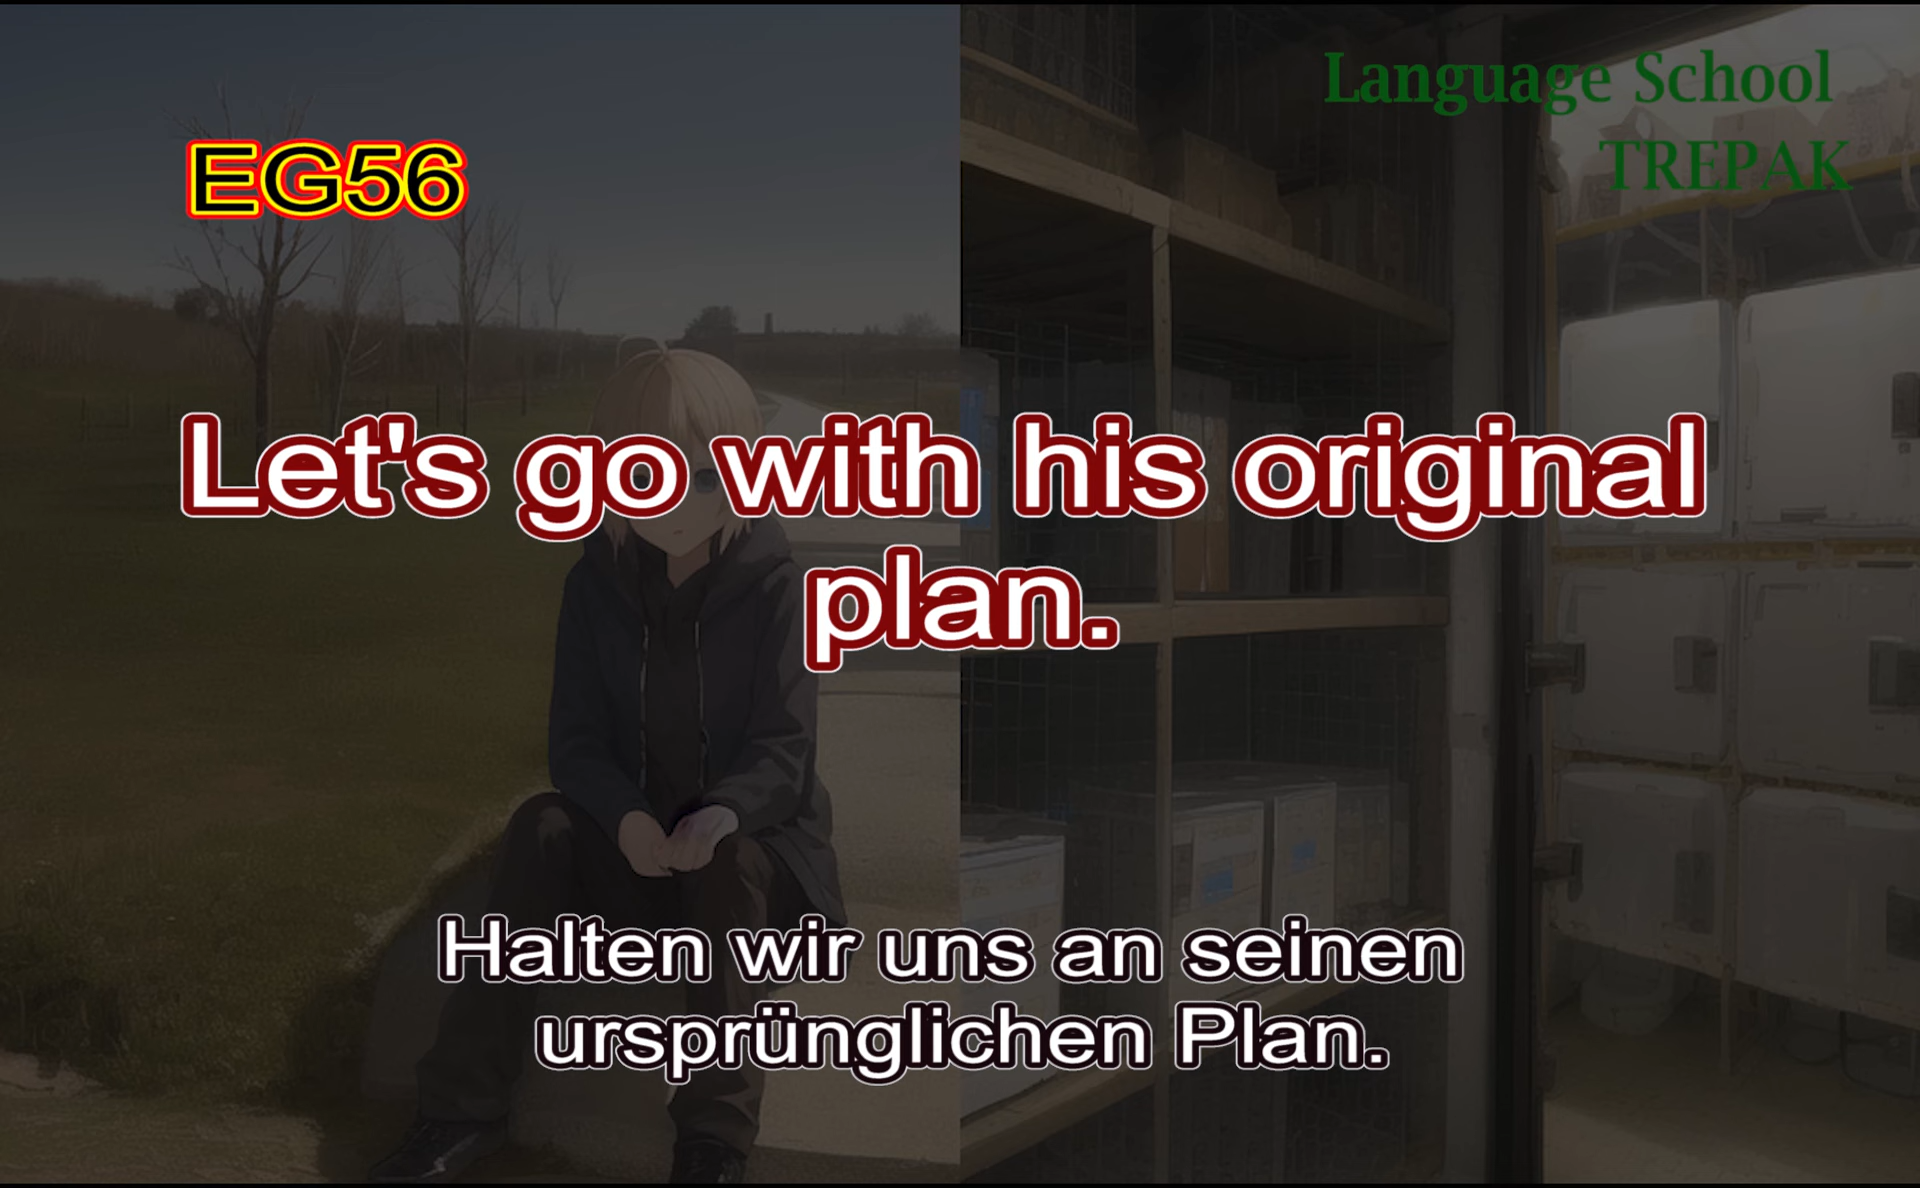 Language School
TREPAK
EG56
Let's go with his original
plan.
Halten wir uns an seinen
ursprünglichen Plan.